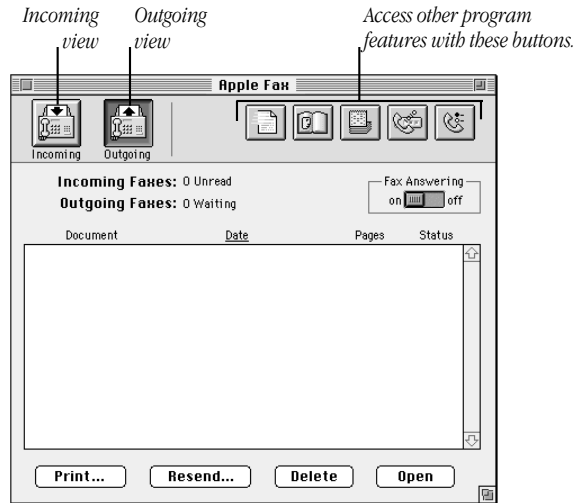 Incoming view
Outgoing view
Access other program
features with these buttons.
Apple Fax
Incoming
Outgoing
Incoming Faxes: 0 Unread
Outgoing Faxes: 0 Waiting
Fax Answering
on off
Document Date Pages Status
Print... Resend... Delete Open